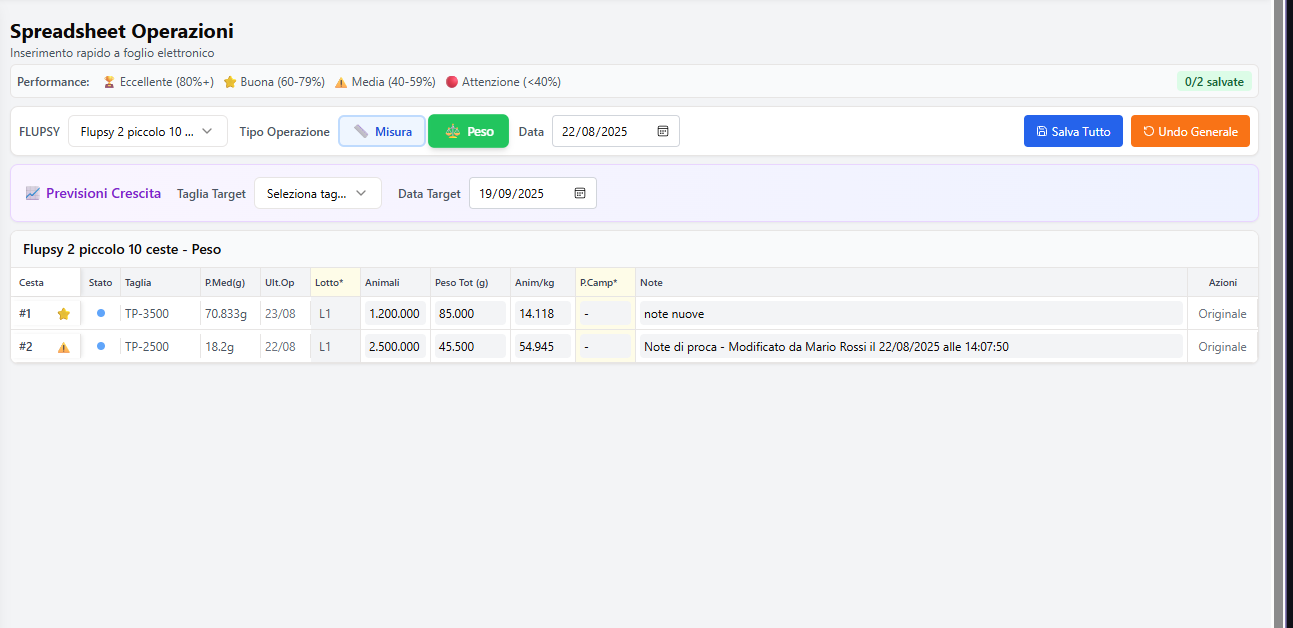 Spreadsheet Operazioni
Inserimento rapido a foglio elettronico
Performance: Eccellente (80%+) Buona (60-79%) Media (40-59%) Attenzione (<40%) 0/2 salvate
FLUPSY Flupsy 2 piccolo 10 ... Tipo Operazione Misura Peso Data 22/08/2025 Salva Tutto Undo Generale
Previsioni Crescita Taglia Target Seleziona tag... Data Target 19/09/2025
Flupsy 2 piccolo 10 ceste - Peso
Cesta Stato Taglia P.Med(g) Ult.Op Lotto* Animali Peso Tot (g) Anim/kg P.Camp* Note Azioni
#1 TP-3500 70.833g 23/08 L1 1.200.000 85.000 14.118 - note nuove Originale
#2 TP-2500 18.2g 22/08 L1 2.500.000 45.500 54.945 - Note di proca - Modificato da Mario Rossi il 22/08/2025 alle 14:07:50 Originale